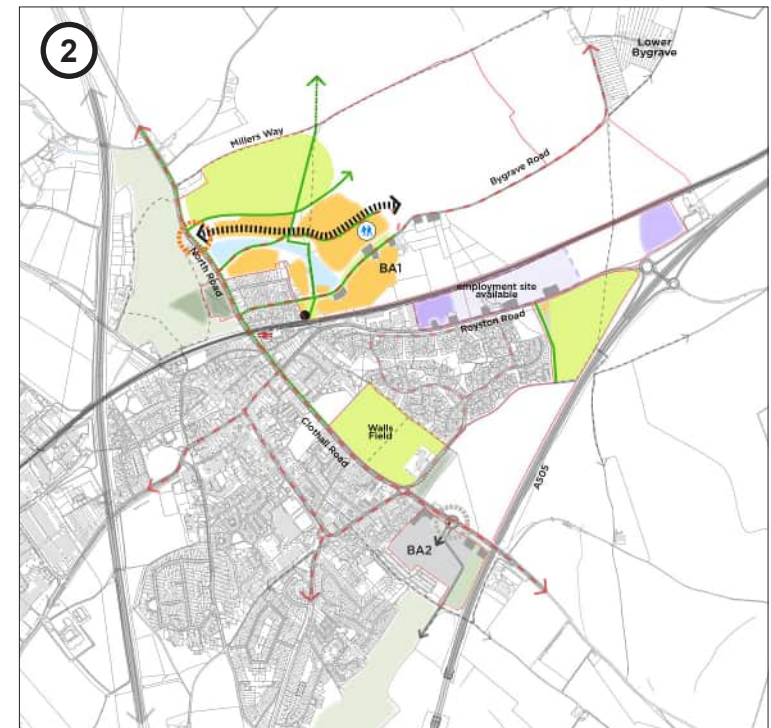 2
Lower
Bygrave
Millers Way
Bygrave Road
North Road
BA1
employment site
available
Royston Road
Walls
Field
Clothall Road
A505
BA2